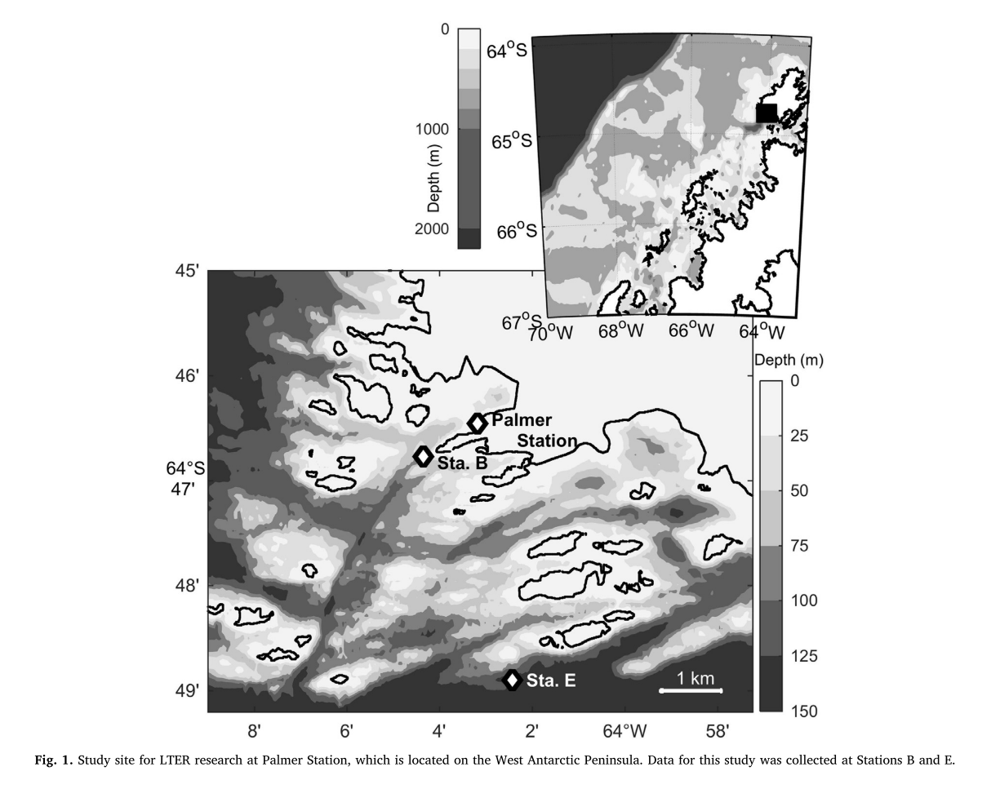 0
1000
2000
Depth (m)
64°S
65°S
66°S
67°S
70°W 68°W 66°W 64°W
45'
46'
64°S
47'
48'
49'
Palmer
Station
Sta. B
Sta. E
1 km
8' 6' 4' 2' 64°W 58'
Depth (m)
0
25
50
75
100
125
150
Fig. 1. Study site for LTER research at Palmer Station, which is located on the West Antarctic Peninsula. Data for this study was collected at Stations B and E.